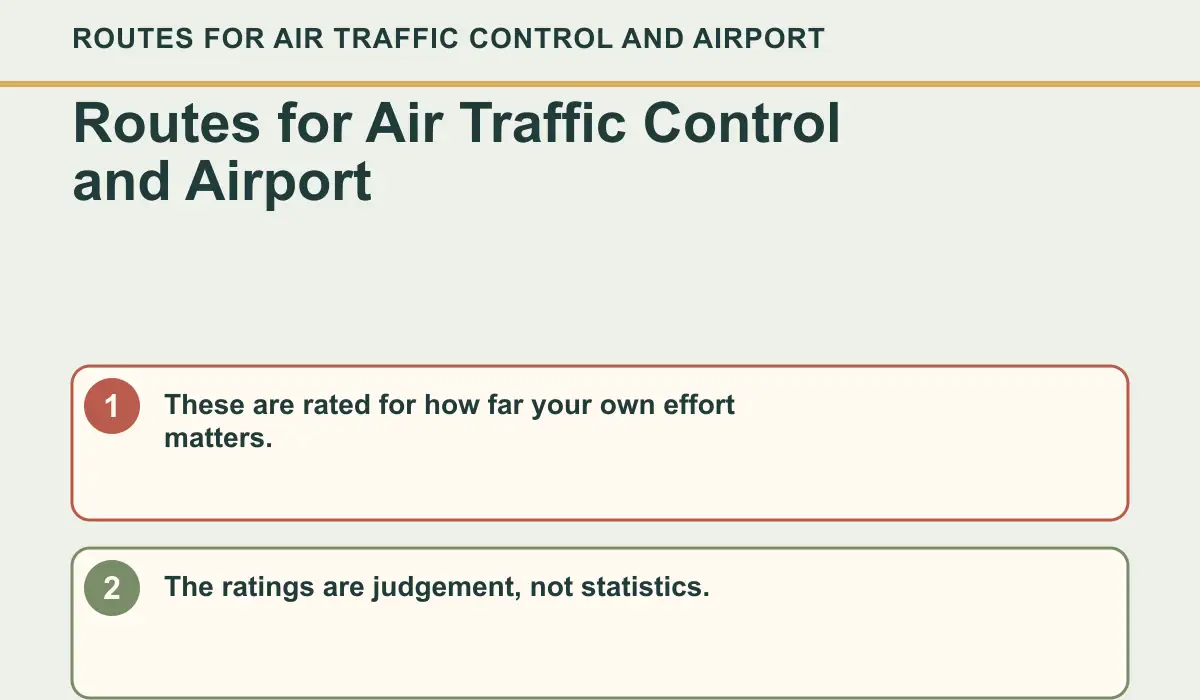 ROUTES FOR AIR TRAFFIC CONTROL AND AIRPORT
Routes for Air Traffic Control
and Airport
1
These are rated for how far your own effort
matters.
2
The ratings are judgement, not statistics.